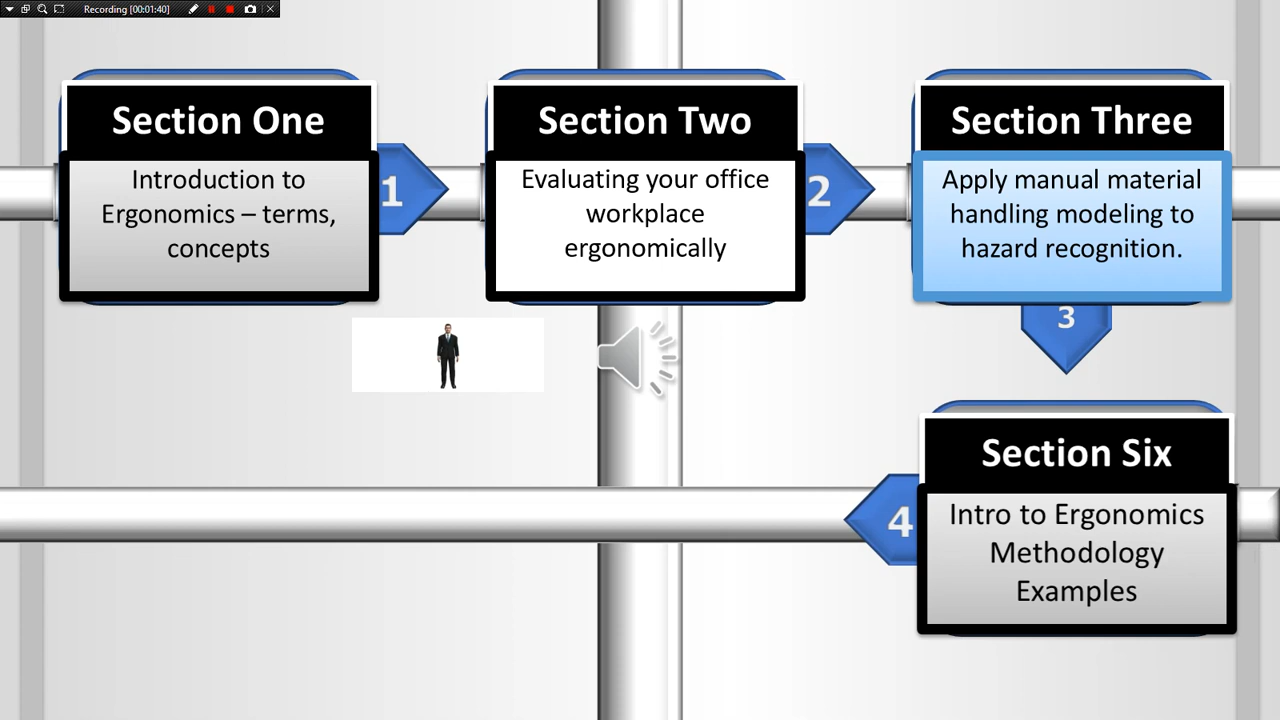 Recording [00:01:40]
Section One
Introduction to
Ergonomics – terms,
concepts
1
Section Two
Evaluating your office
workplace
ergonomically
2
Section Three
Apply manual material
handling modeling to
hazard recognition.
3
Section Six
Intro to Ergonomics
Methodology
Examples
4